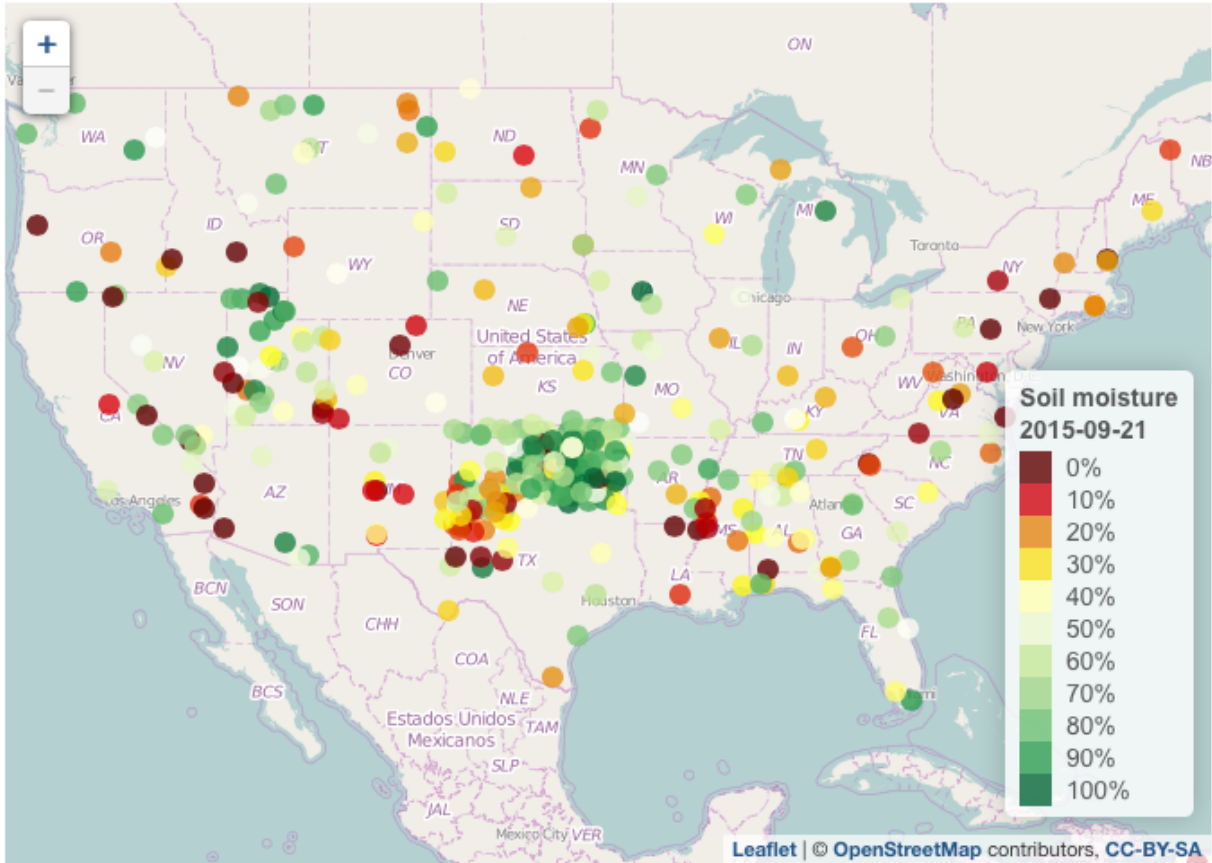 +
−
ON
WA
ND
MN
NB
ME
OR
ID
SD
WI
MI
Toronto
NY
WY
NE
Chicago
PA
New York
United States
of America
NV
Denver
CO
IL
IN
OH
KS
MO
WV
Washington, D.C.
CA
KY
VA
Los Angeles
AZ
NM
AR
TN
NC
Atlanta
SC
MS
AL
GA
TX
LA
BCN
SON
Houston
CHH
FL
COA
BCS
NLE
Miami
Estados Unidos
Mexicanos
TAM
SLP
JAL
Mexico City
VER
Soil moisture
2015-09-21
0%
10%
20%
30%
40%
50%
60%
70%
80%
90%
100%
Leaflet | © OpenStreetMap contributors, CC-BY-SA